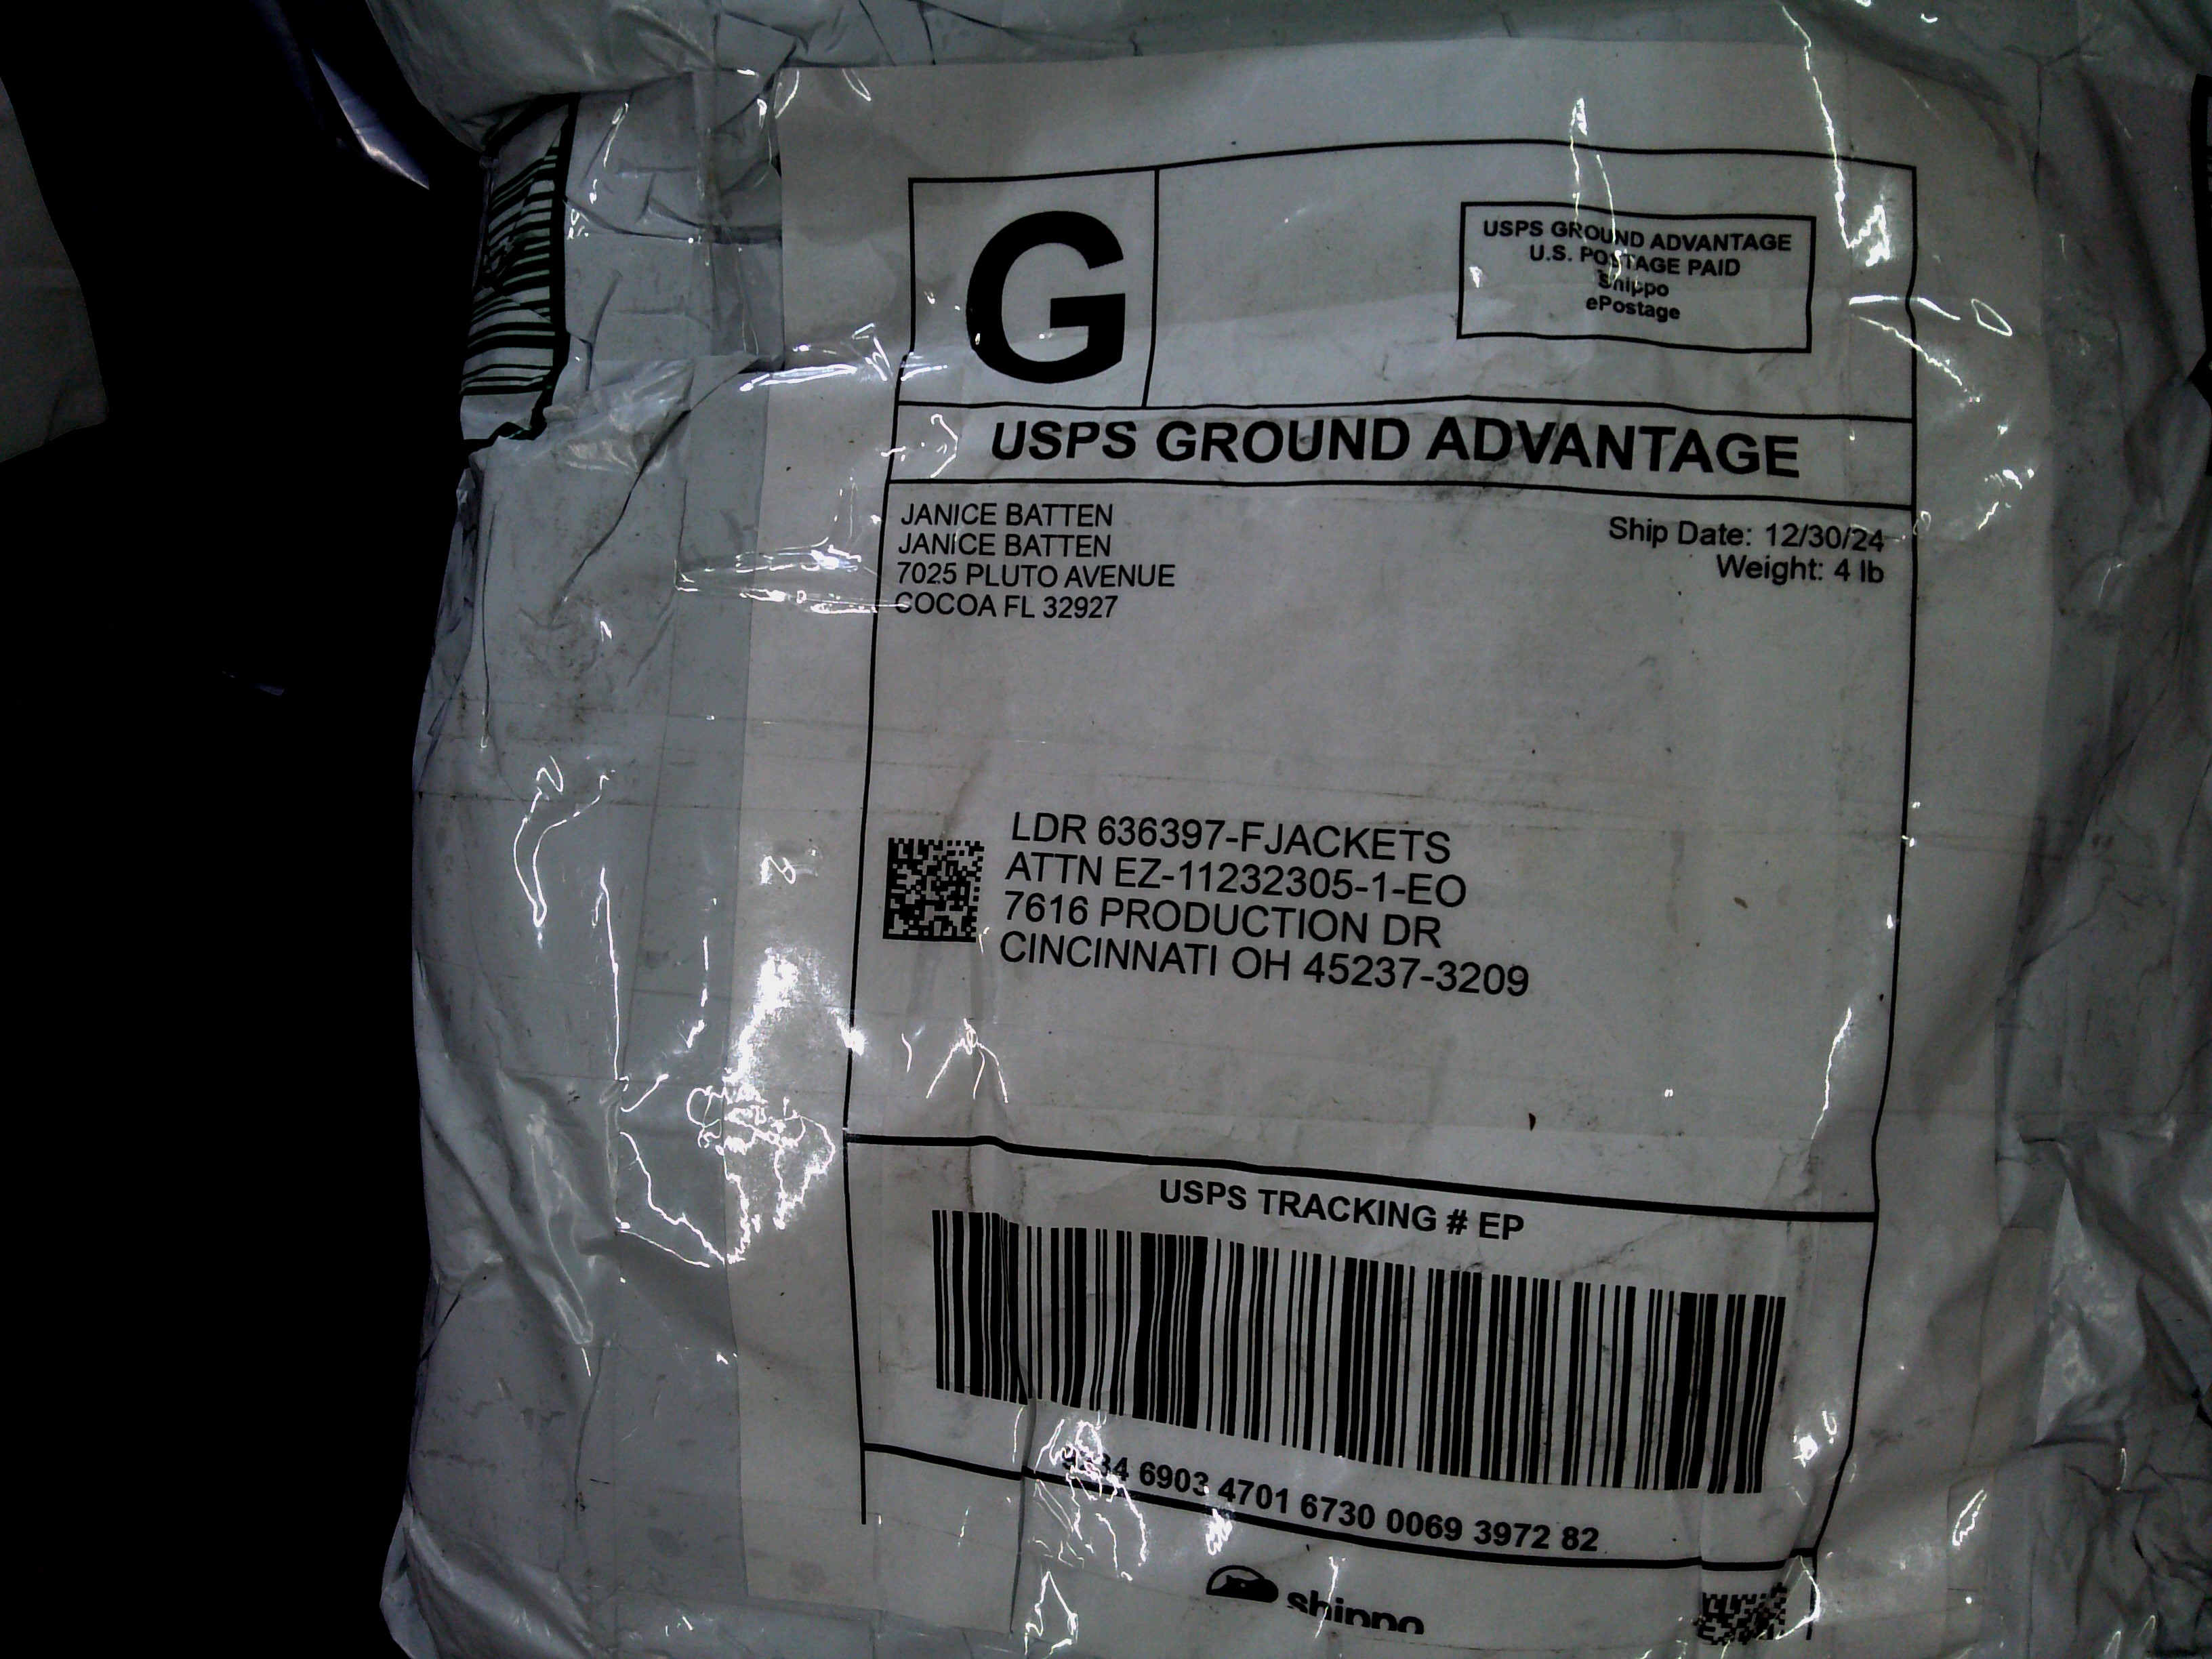 G
USPS GROUND ADVANTAGE
U.S. POSTAGE PAID
Shippo
ePostage
USPS GROUND ADVANTAGE
JANICE BATTEN
JANICE BATTEN
7025 PLUTO AVENUE
COCOA FL 32927
Ship Date: 12/30/24
Weight: 4 lb
LDR 636397-FJACKETS
ATTN EZ-11232305-1-EO
7616 PRODUCTION DR
CINCINNATI OH 45237-3209
USPS TRACKING # EP
6903 4701 6730 0069 3972 82
shippo